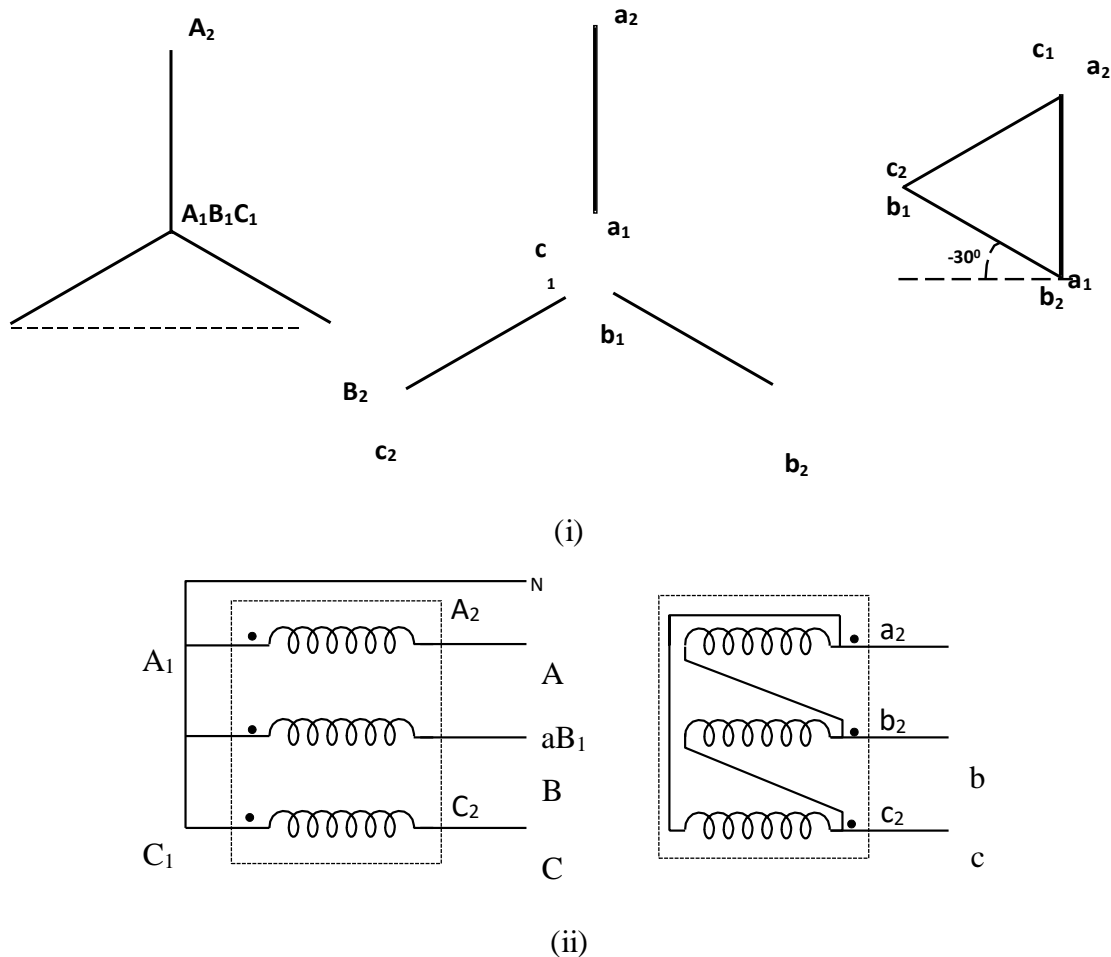 A₂
A₁B₁C₁
B₂
a₂
a₁
c
₁
b₁
c₂
b₂
c₁
a₂
c₂
b₁
-30⁰
a₁
b₂
(i)
N
A₂
A₁
A
aB₁
B
C₂
C₁
C
a₂
b₂
b
c₂
c
(ii)